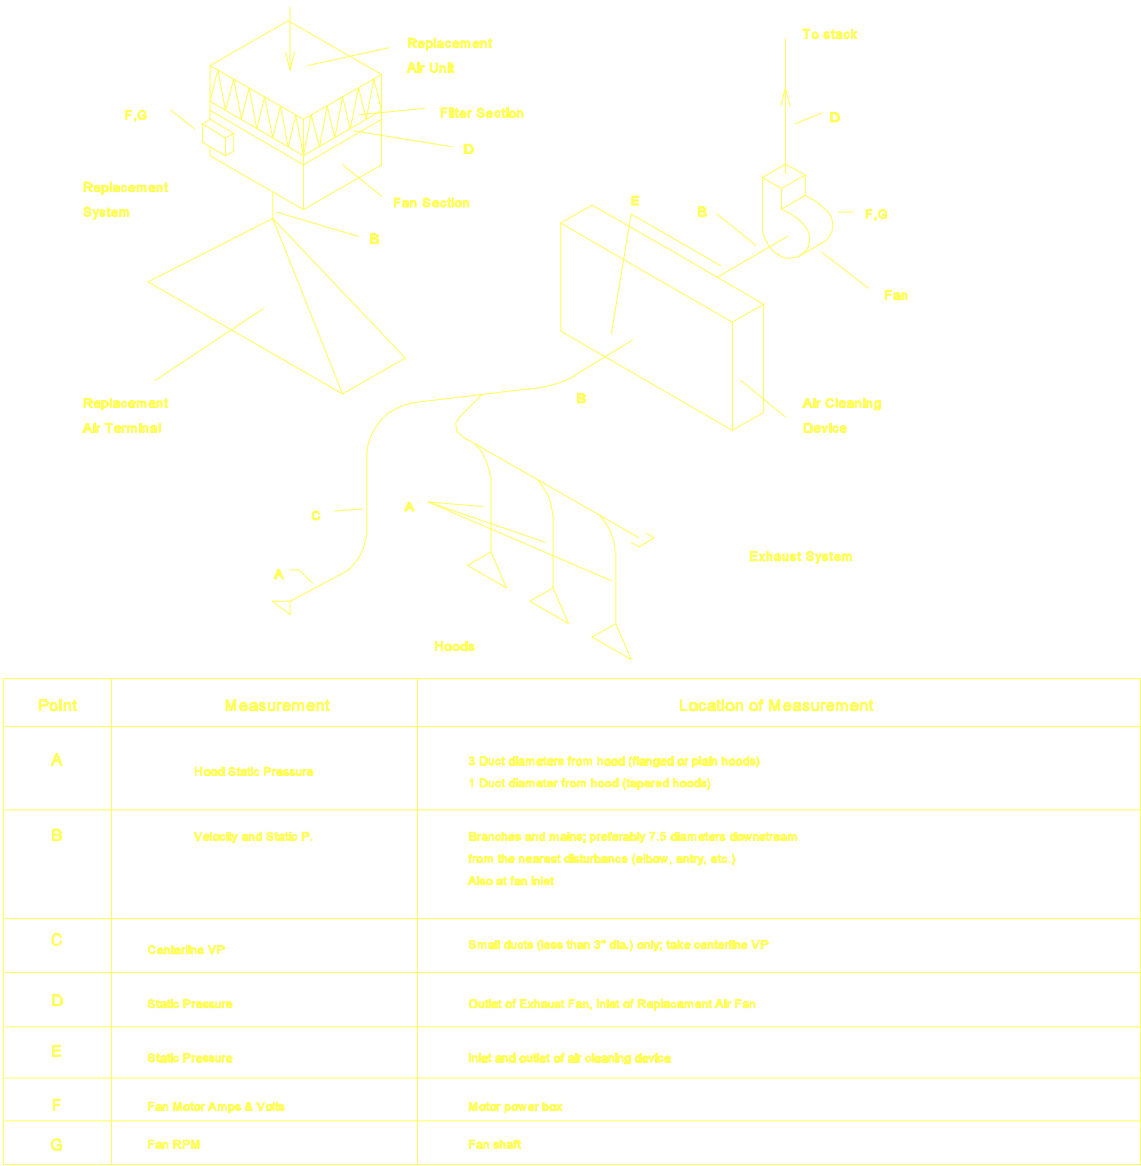 To stack
Replacement
Air Unit
F,G
Filter Section
D
D
Replacement
System
Fan Section
E
B
F,G
B
Fan
Replacement
Air Terminal
B
Air Cleaning
Device
C
A
Exhaust System
A
Hoods
Point Measurement Location of Measurement
A Hood Static Pressure 3 Duct diameters from hood (flanged or plain hoods)
1 Duct diameter from hood (tapered hoods)
B Velocity and Static P. Branches and mains; preferably 7.5 diameters downstream
from the nearest disturbance (elbow, entry, etc.)
Also at fan inlet
C Centerline VP Small ducts (less than 3" dia.) only; take centerline VP
D Static Pressure Outlet of Exhaust Fan, Inlet of Replacement Air Fan
E Static Pressure Inlet and outlet of air cleaning device
F Fan Motor Amps & Volts Motor power box
G Fan RPM Fan shaft